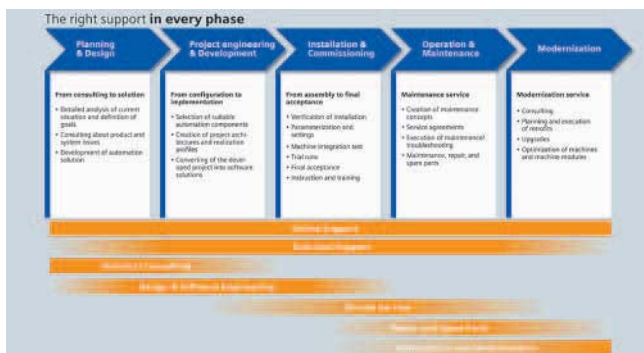 The right support in every phase
Planning
& Design
Project engineering
& Development
Installation &
Commissioning
Operation &
Maintenance
Modernization
From consulting to solution
• Detailed analysis of current
situation and definition of
goals
• Consulting about product and
system issues
• Development of automation
solution
From configuration to
implementation
• Selection of suitable
automation components
• Creation of project archi-
tectures and realization
profiles
• Converting of the devel-
oped project into software
solutions
From assembly to final
acceptance
• Verification of installation
• Parameterization and
settings
• Machine integration test
• Trial runs
• Final acceptance
• Instruction and training
Maintenance service
• Creation of maintenance
concepts
• Service agreements
• Execution of maintenance/
troubleshooting
• Maintenance, repair, and
spare parts
Modernization service
• Consulting
• Planning and execution
of retrofits
• Upgrades
• Optimization of machines
and machine modules
Online Support
Technical Consulting
Design & Software Engineering
Service On-Site
Repair and Spare Parts